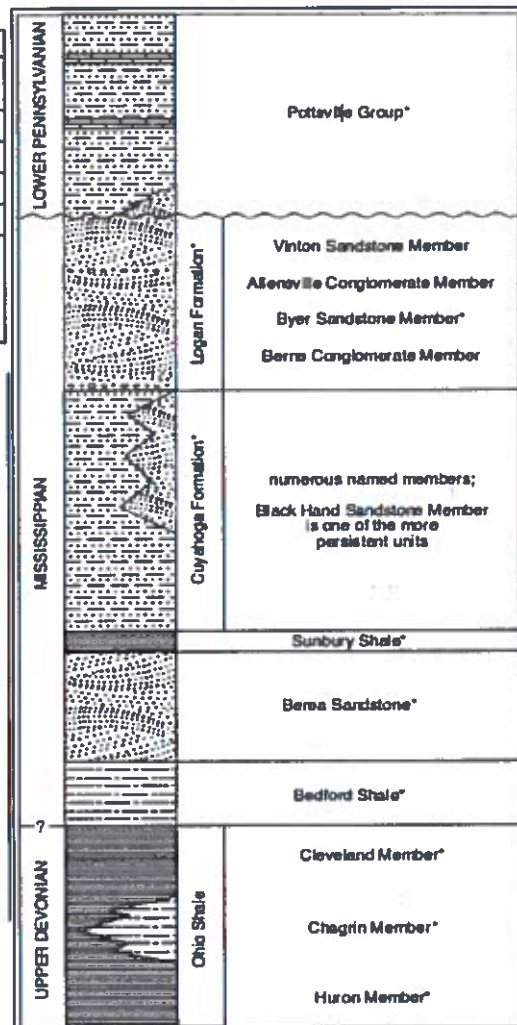 LOWER PENNSYLVANIAN
Pottsville Group*
MISSISSIPPIAN
Logan Formation*
Vinton Sandstone Member
Allensville Conglomerate Member
Byer Sandstone Member*
Berne Conglomerate Member
Cuyahoga Formation*
numerous named members;
Black Hand Sandstone Member
is one of the more
persistent units
Sunbury Shale*
Berea Sandstone*
Bedford Shale*
?
UPPER DEVONIAN
Ohio Shale
Cleveland Member*
Chagrin Member*
Huron Member*